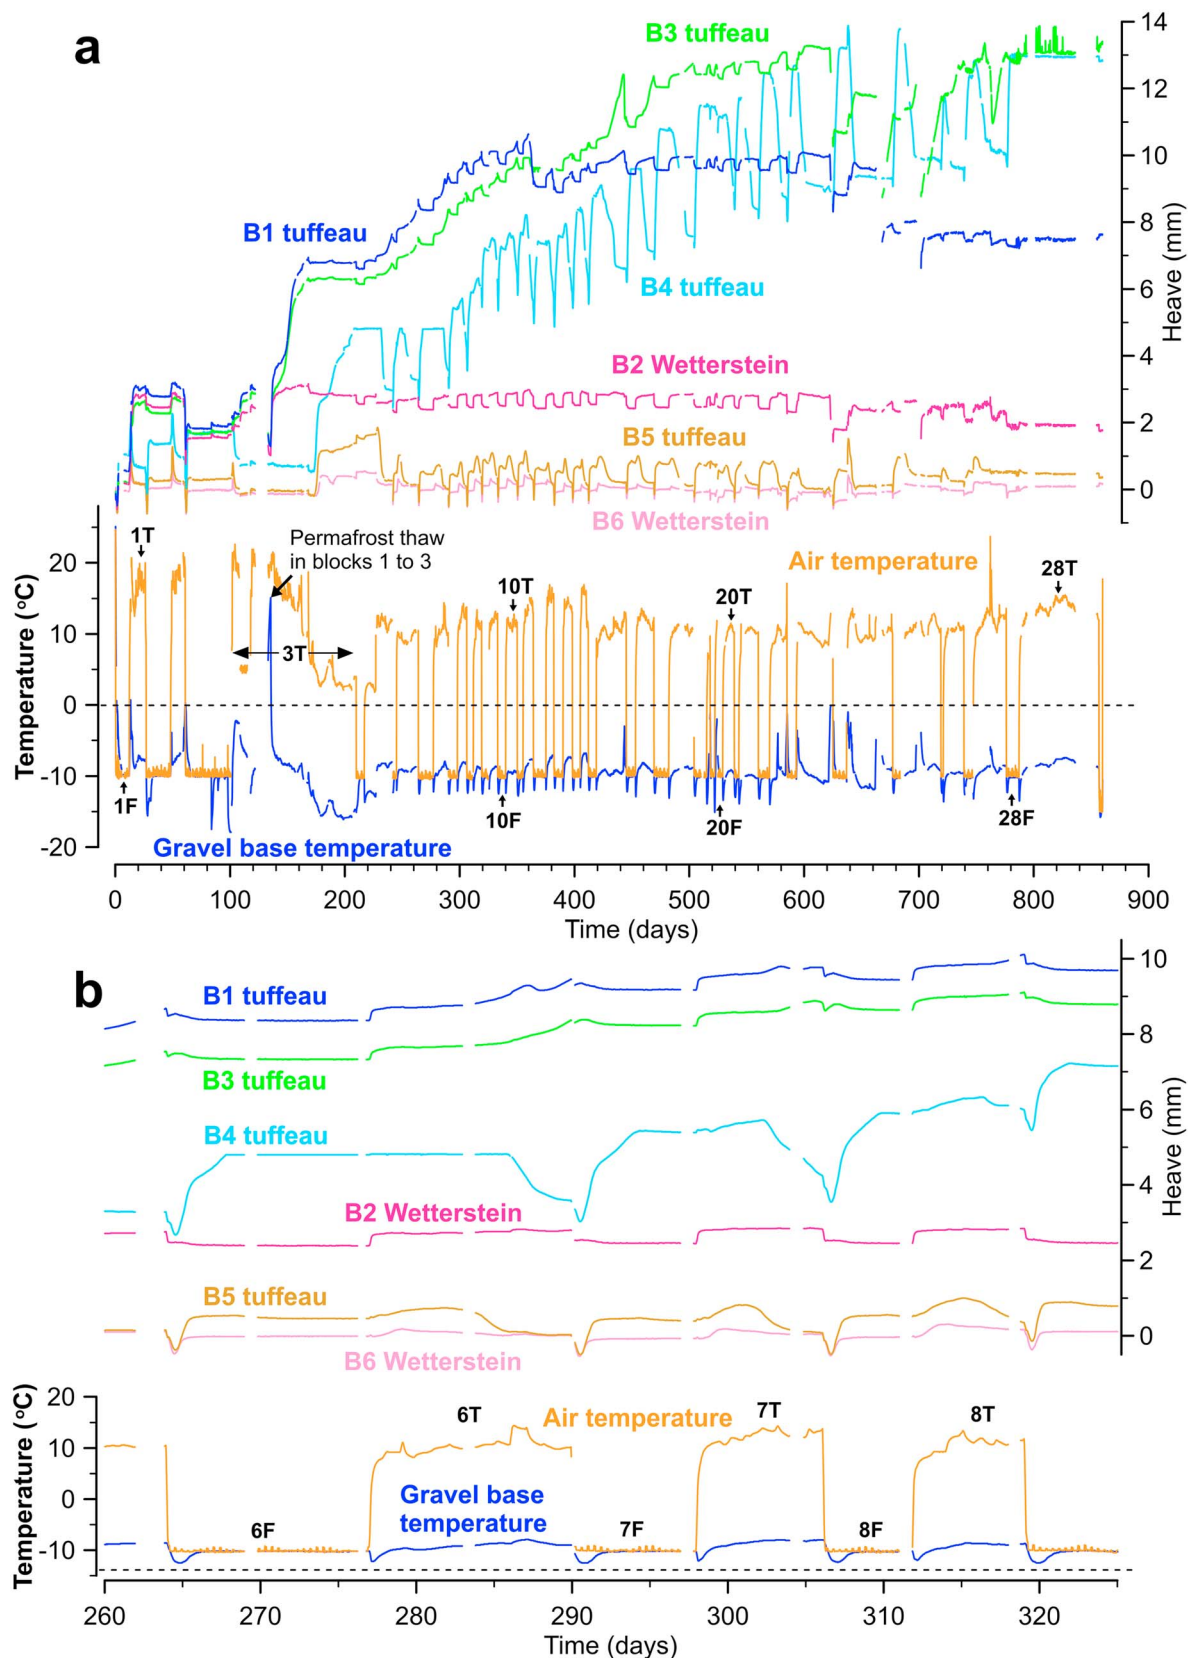 a
B3 tuffeau
B1 tuffeau
B4 tuffeau
B2 Wetterstein
B5 tuffeau
B6 Wetterstein
14
12
10
8
6
4
2
0
Heave (mm)
1T
Permafrost thaw
in blocks 1 to 3
3T
10T
Air temperature
20T
28T
1F
10F
20F
28F
Gravel base temperature
20
10
0
-10
-20
Temperature (°C)
0 100 200 300 400 500 600 700 800 900
Time (days)
b
B1 tuffeau
B3 tuffeau
B4 tuffeau
B2 Wetterstein
B5 tuffeau
B6 Wetterstein
10
8
6
4
2
0
Heave (mm)
20
10
0
-10
Temperature (°C)
6T
Air temperature
7T
8T
Gravel base
temperature
6F
7F
8F
260 270 280 290 300 310 320
Time (days)